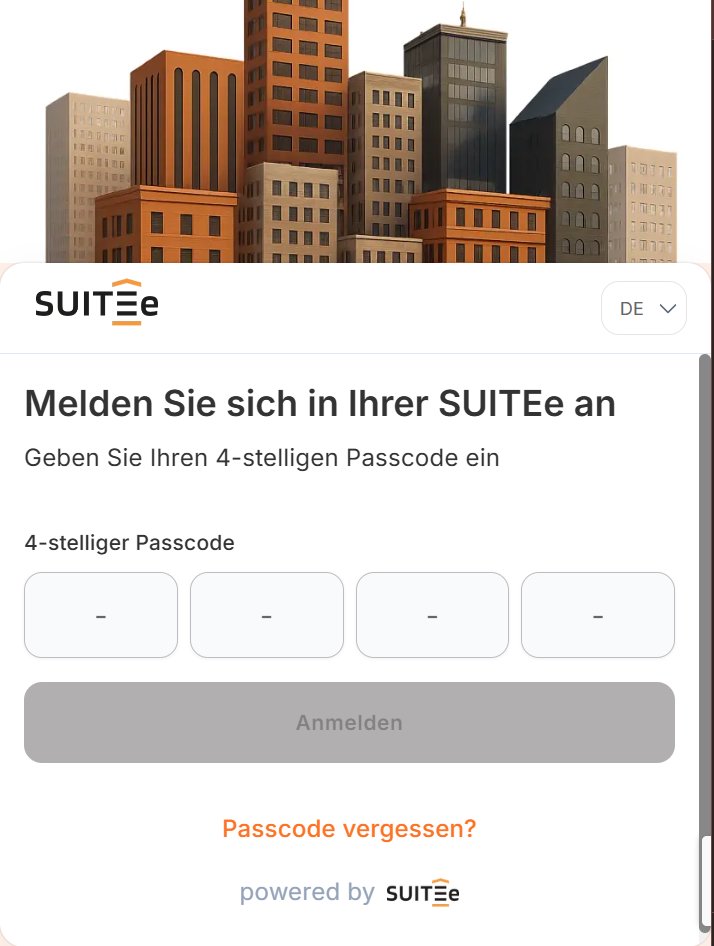 SUITEe
DE
Melden Sie sich in Ihrer SUITEe an
Geben Sie Ihren 4-stelligen Passcode ein
4-stelliger Passcode
- - - -
Anmelden
Passcode vergessen?
powered by SUITEe